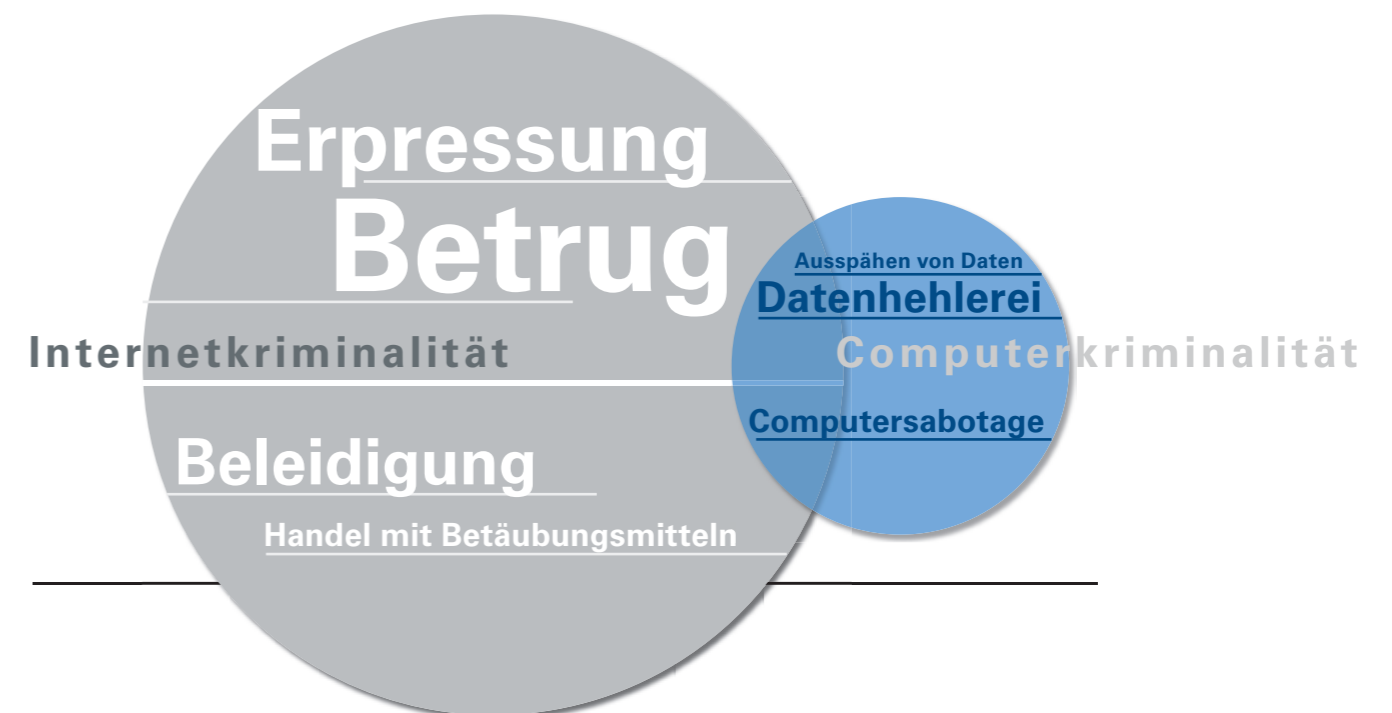 Erpressung
Betrug
Ausspähen von Daten
Datenhehlerei
Internetkriminalität
Computerkriminalität
Computersabotage
Beleidigung
Handel mit Betäubungsmitteln